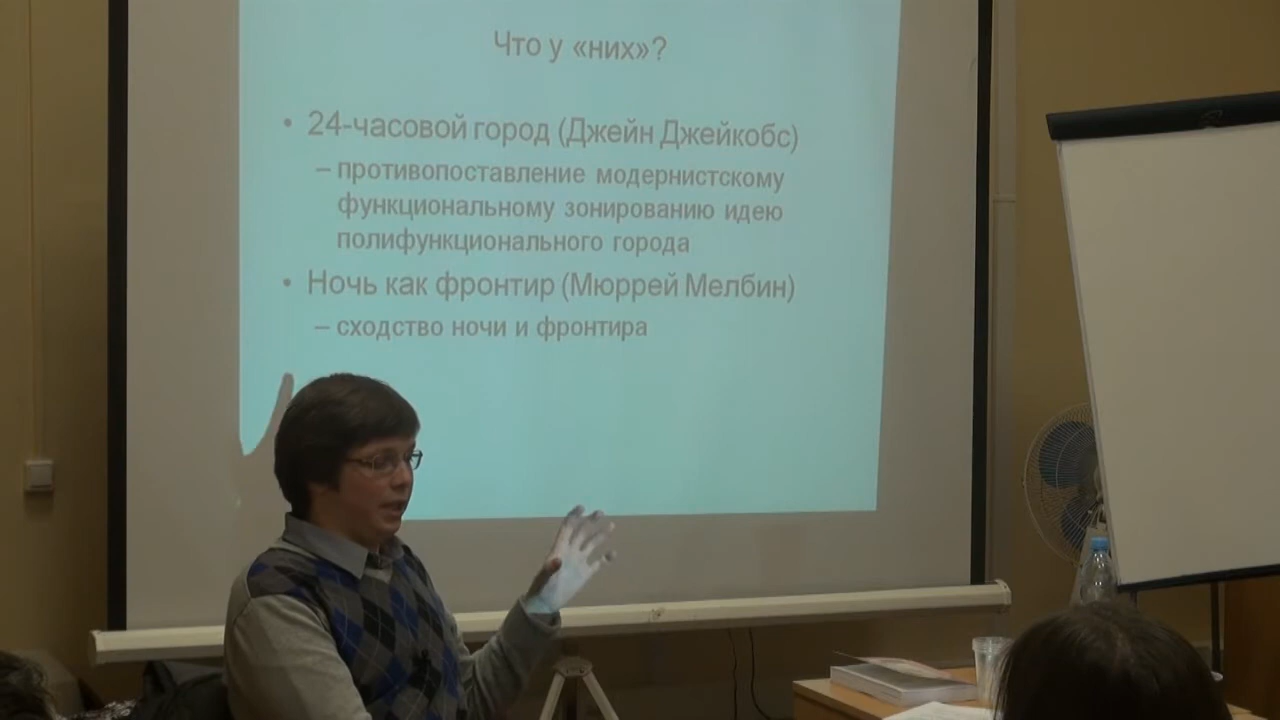 Что у «них»?
• 24-часовой город (Джейн Джейкобс)
– противопоставление модернистскому
функциональному зонированию идею
полифункционального города
• Ночь как фронтир (Мюррей Мелбин)
– сходство ночи и фронтира